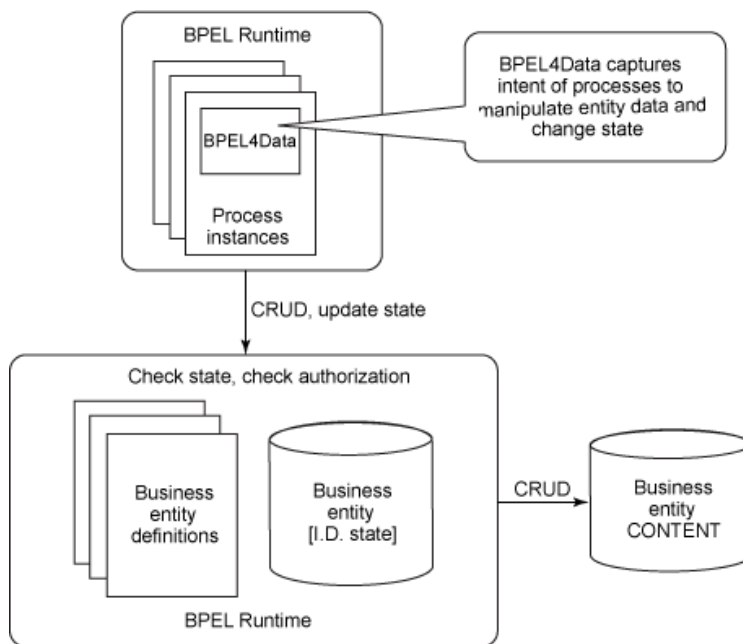 BPEL Runtime
BPEL4Data
Process
instances
BPEL4Data captures
intent of processes to
manipulate entity data and
change state
CRUD, update state
Check state, check authorization
Business
entity
definitions
Business
entity
[I.D. state]
BPEL Runtime
CRUD
Business
entity
CONTENT